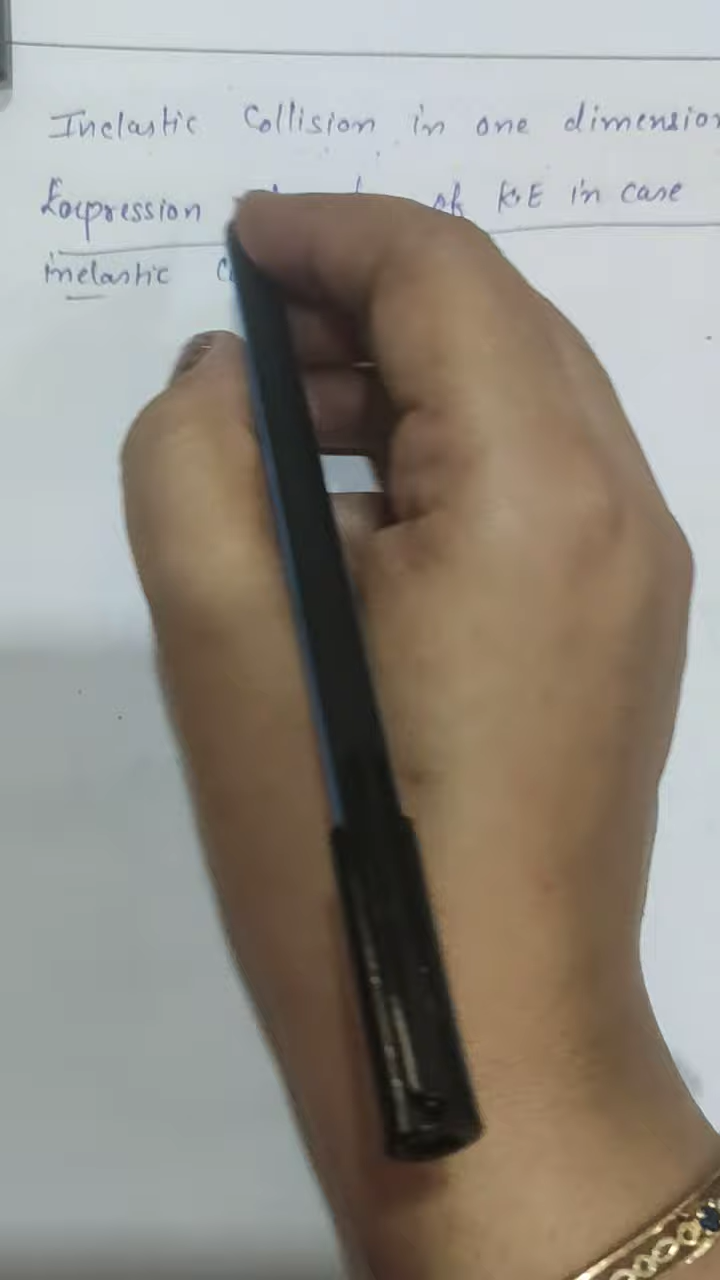 Inelastic Collision in one dimension
Expression of K.E in case
inelastic